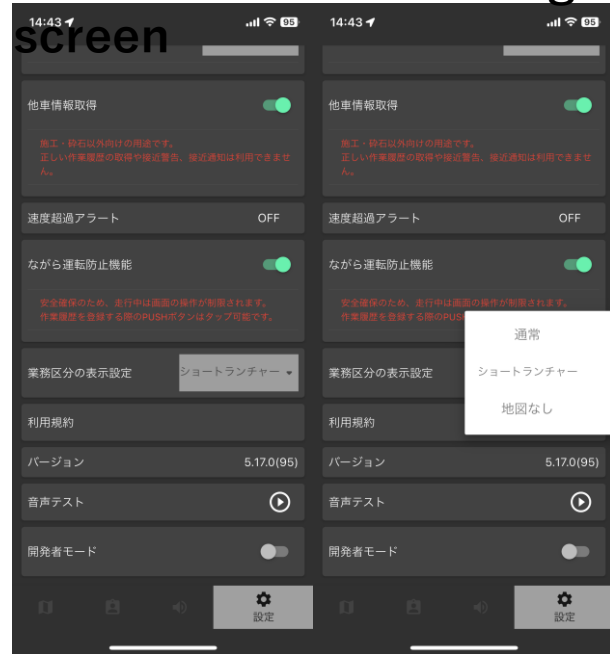 screen
14:43
95
他車情報取得
施工・砕石以外向けの用途です。
正しい作業履歴の取得や接近警告、接近通知は利用できませ
ん。
速度超過アラート OFF
ながら運転防止機能
安全確保のため、走行中は画面の操作が制限されます。
作業履歴を登録する際のPUSHボタンはタップ可能です。
業務区分の表示設定 ショートランチャー
利用規約
バージョン 5.17.0(95)
音声テスト
開発者モード
設定
14:43
95
他車情報取得
施工・砕石以外向けの用途です。
正しい作業履歴の取得や接近警告、接近通知は利用できませ
ん。
速度超過アラート OFF
ながら運転防止機能
安全確保のため、走行中は画面の操作が制限されます。
作業履歴を登録する際のPUS
通常
ショートランチャー
地図なし
業務区分の表示設定
利用規約
バージョン 5.17.0(95)
音声テスト
開発者モード
設定